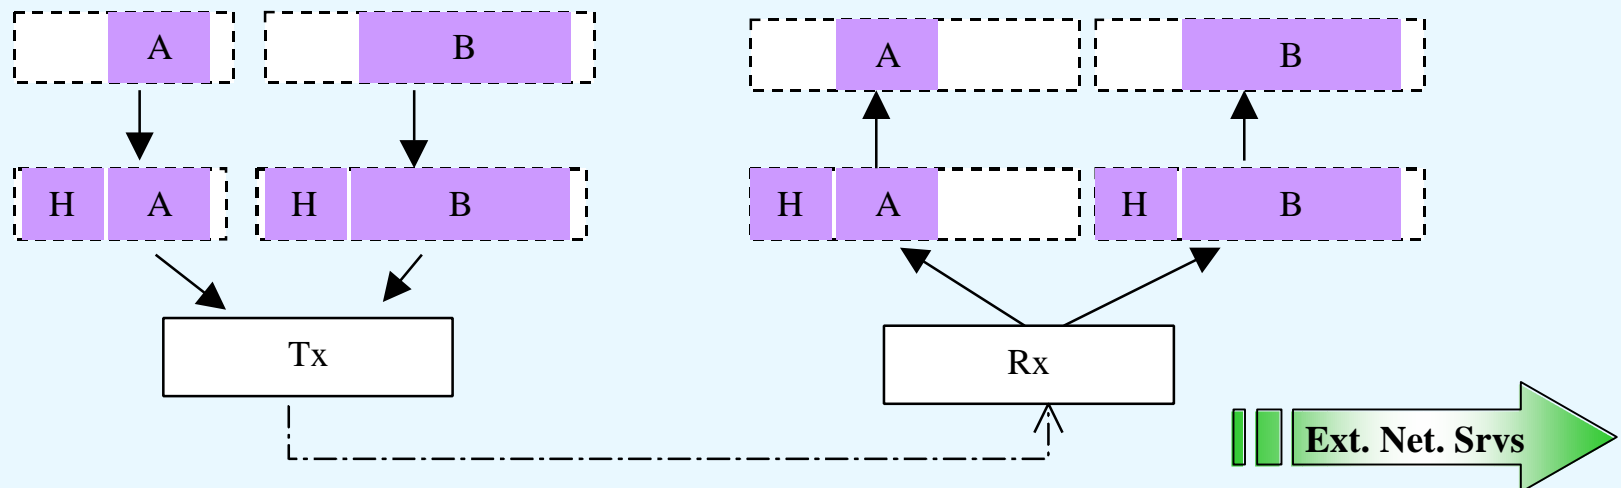 A B A B
H A H B H A H B
Tx Rx
Ext. Net. Srvs